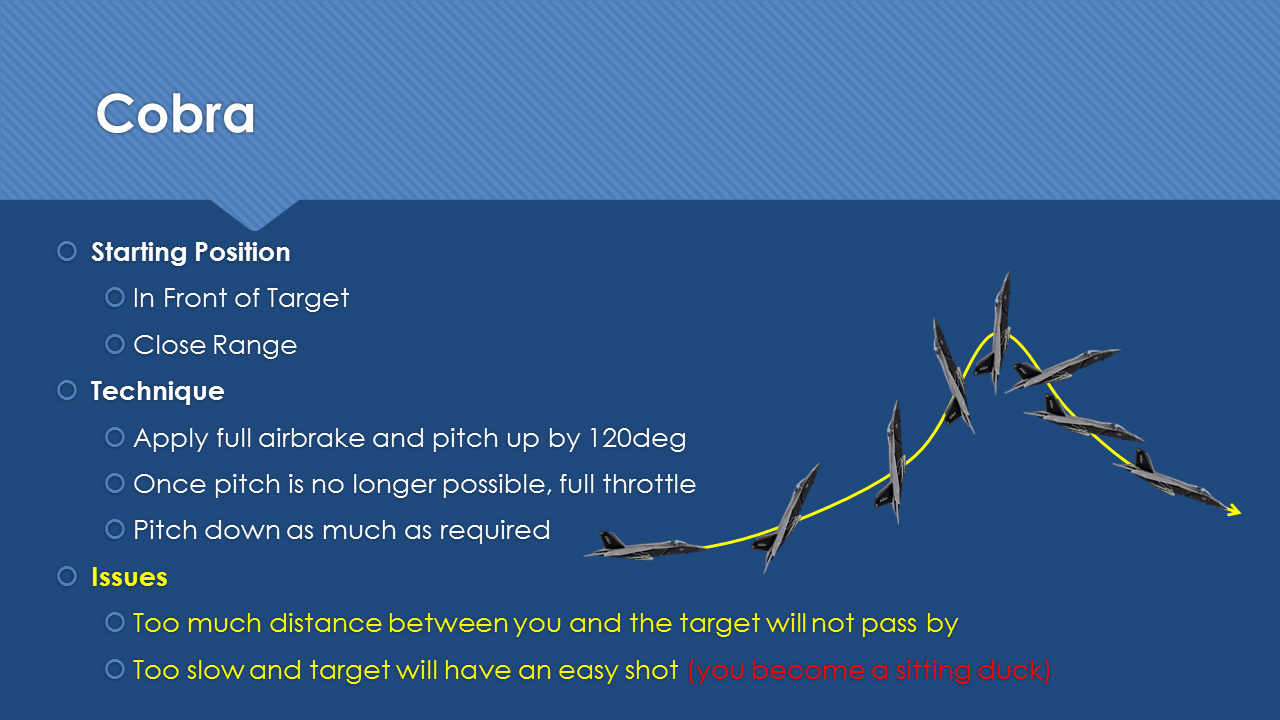 Cobra
Starting Position
In Front of Target
Close Range
Technique
Apply full airbrake and pitch up by 120deg
Once pitch is no longer possible, full throttle
Pitch down as much as required
Issues
Too much distance between you and the target will not pass by
Too slow and target will have an easy shot (you become a sitting duck)